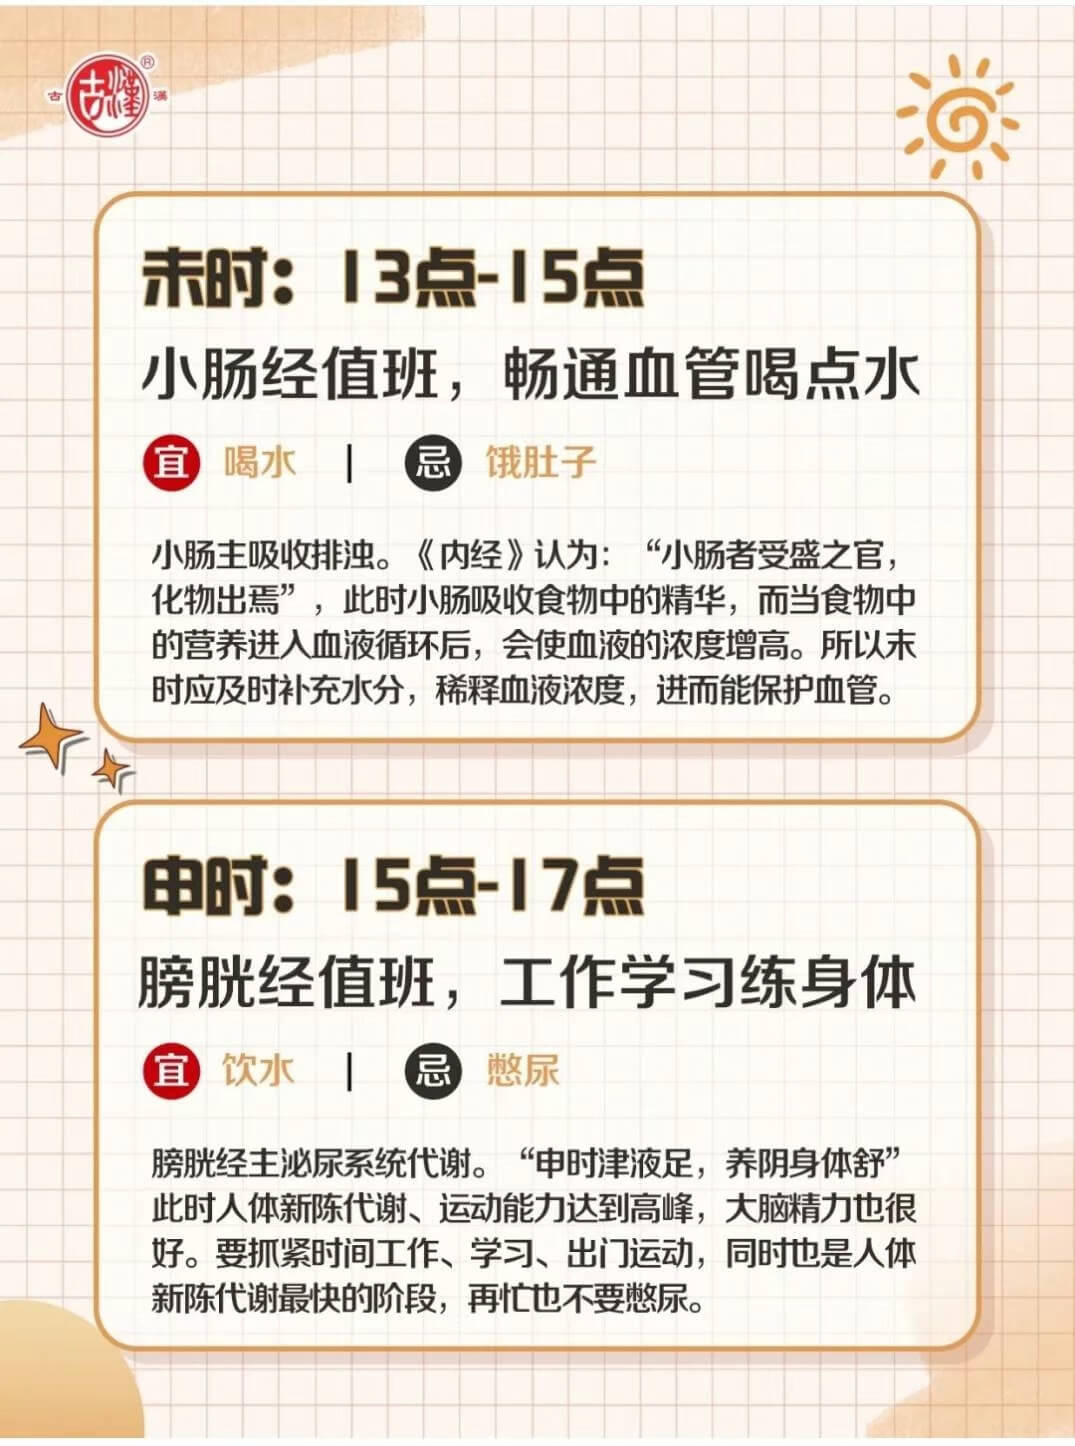 古漢®
古 漢
未时：13点-15点
小肠经值班，畅通血管喝点水
宜 喝水 | 忌 饿肚子
小肠主吸收排浊。《内经》认为：“小肠者受盛之官，
化物出焉”，此时小肠吸收食物中的精华，而当食物中
的营养进入血液循环后，会使血液的浓度增高。所以末
时应及时补充水分，稀释血液浓度，进而能保护血管。
申时：15点-17点
膀胱经值班，工作学习练身体
宜 饮水 | 忌 憋尿
膀胱经主泌尿系统代谢。“申时津液足，养阴身体舒”
此时人体新陈代谢、运动能力达到高峰，大脑精力也很
好。要抓紧时间工作、学习、出门运动，同时也是人体
新陈代谢最快的阶段，再忙也不要憋尿。